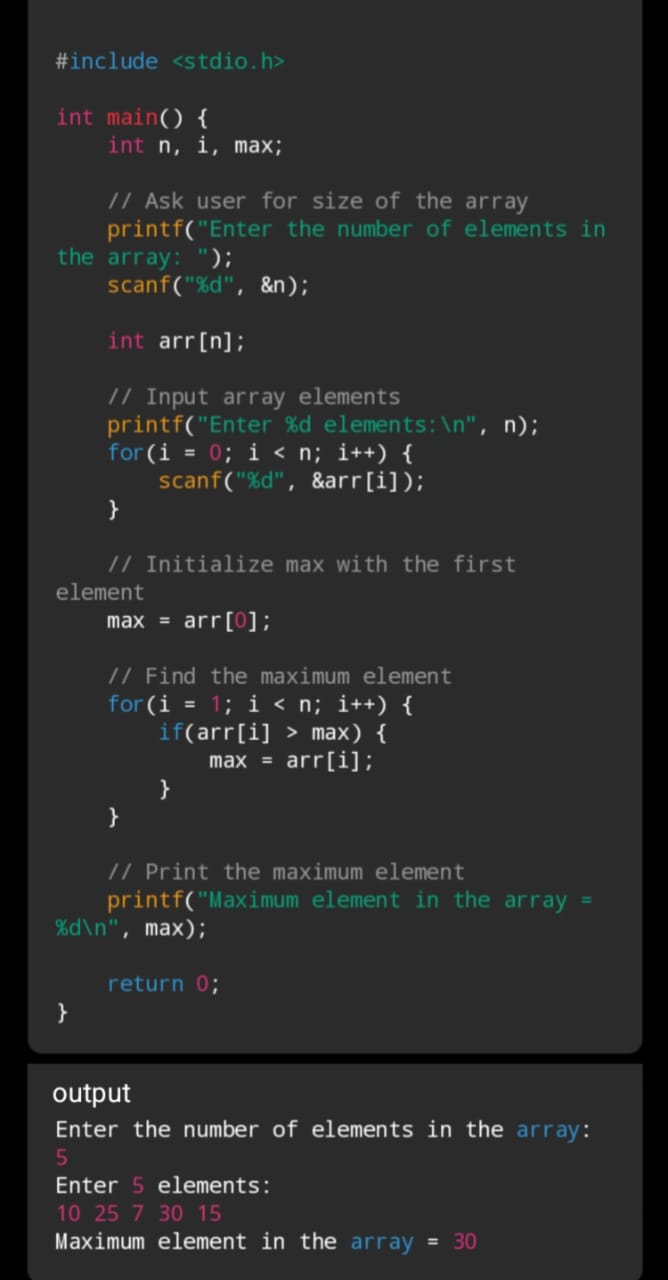 #include <stdio.h>
int main() {
    int n, i, max;
    // Ask user for size of the array
    printf("Enter the number of elements in
the array: ");
    scanf("%d", &n);
    int arr[n];
    // Input array elements
    printf("Enter %d elements:\n", n);
    for(i = 0; i < n; i++) {
        scanf("%d", &arr[i]);
    }
    // Initialize max with the first
element
    max = arr[0];
    // Find the maximum element
    for(i = 1; i < n; i++) {
        if(arr[i] > max) {
            max = arr[i];
        }
    }
    // Print the maximum element
    printf("Maximum element in the array =
%d\n", max);
    return 0;
}
output
Enter the number of elements in the array:
5
Enter 5 elements:
10 25 7 30 15
Maximum element in the array = 30